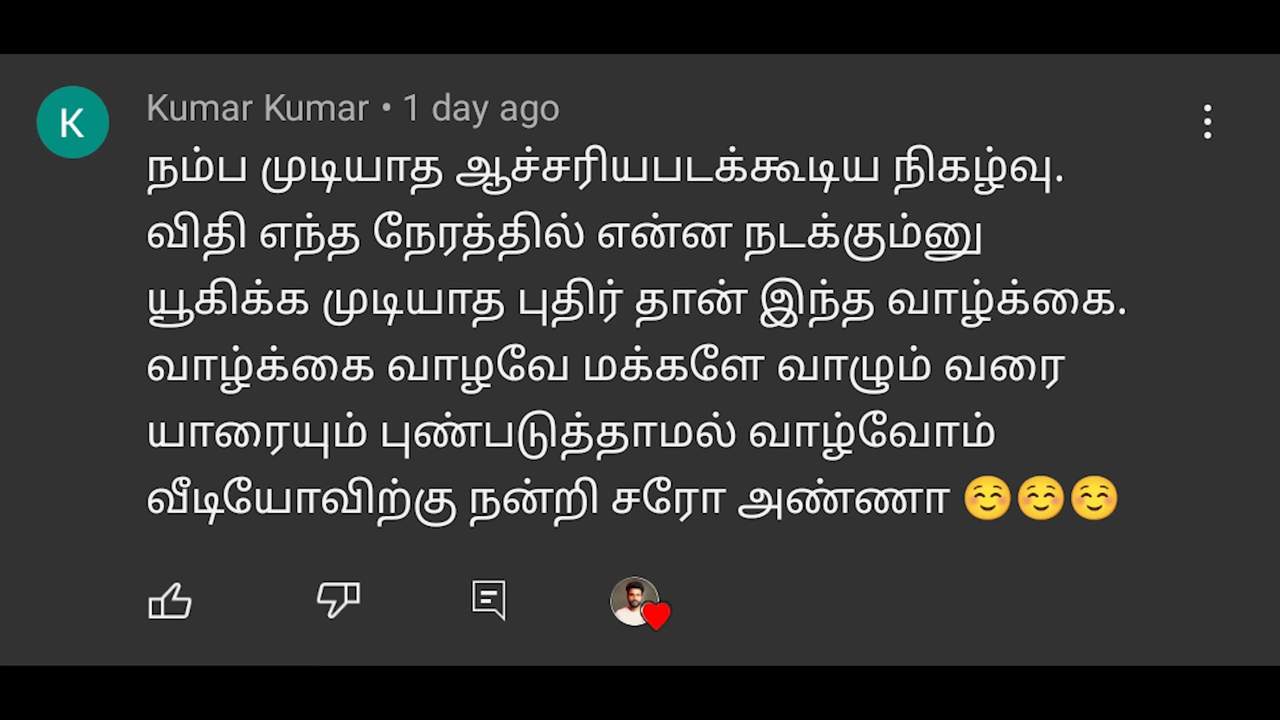 K
Kumar Kumar • 1 day ago
நம்ப முடியாத ஆச்சரியபடக்கூடிய நிகழ்வு.
விதி எந்த நேரத்தில் என்ன நடக்கும்னு
யூகிக்க முடியாத புதிர் தான் இந்த வாழ்க்கை.
வாழ்க்கை வாழவே மக்களே வாழும் வரை
யாரையும் புண்படுத்தாமல் வாழ்வோம்
வீடியோவிற்கு நன்றி சரோ அண்ணா ☺️☺️☺️